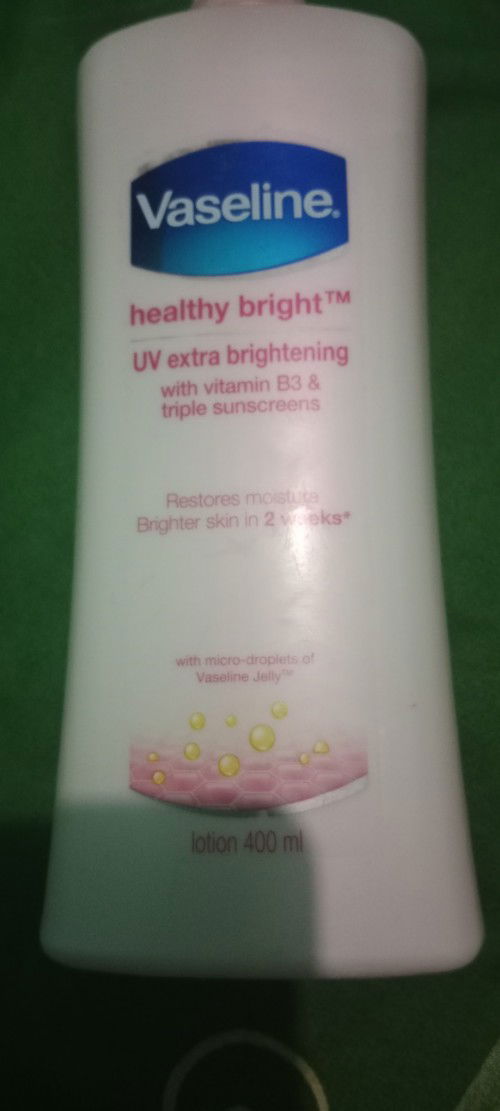 Vaseline.
healthy bright™
UV extra brightening
with vitamin B3 &
triple sunscreens
Restores moisture
Brighter skin in 2 weeks*
with micro-droplets of
Vaseline Jelly™
lotion 400 ml